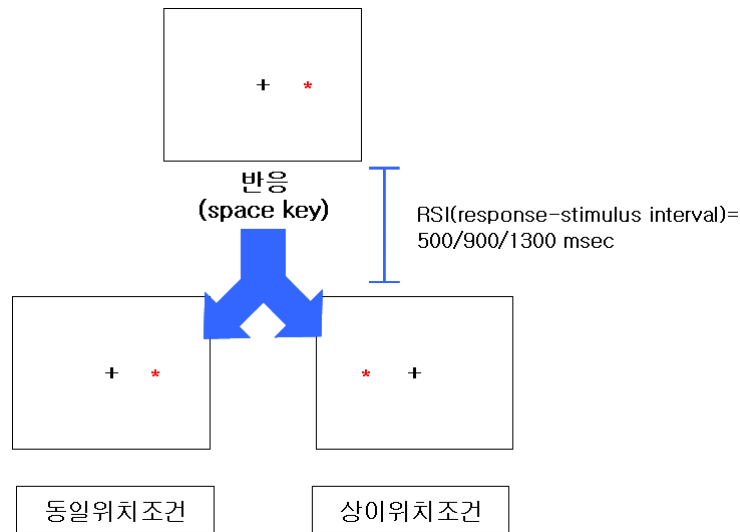 + *
반응
(space key)
RSI(response-stimulus interval)=
500/900/1300 msec
+ *
* +
동일위치조건
상이위치조건